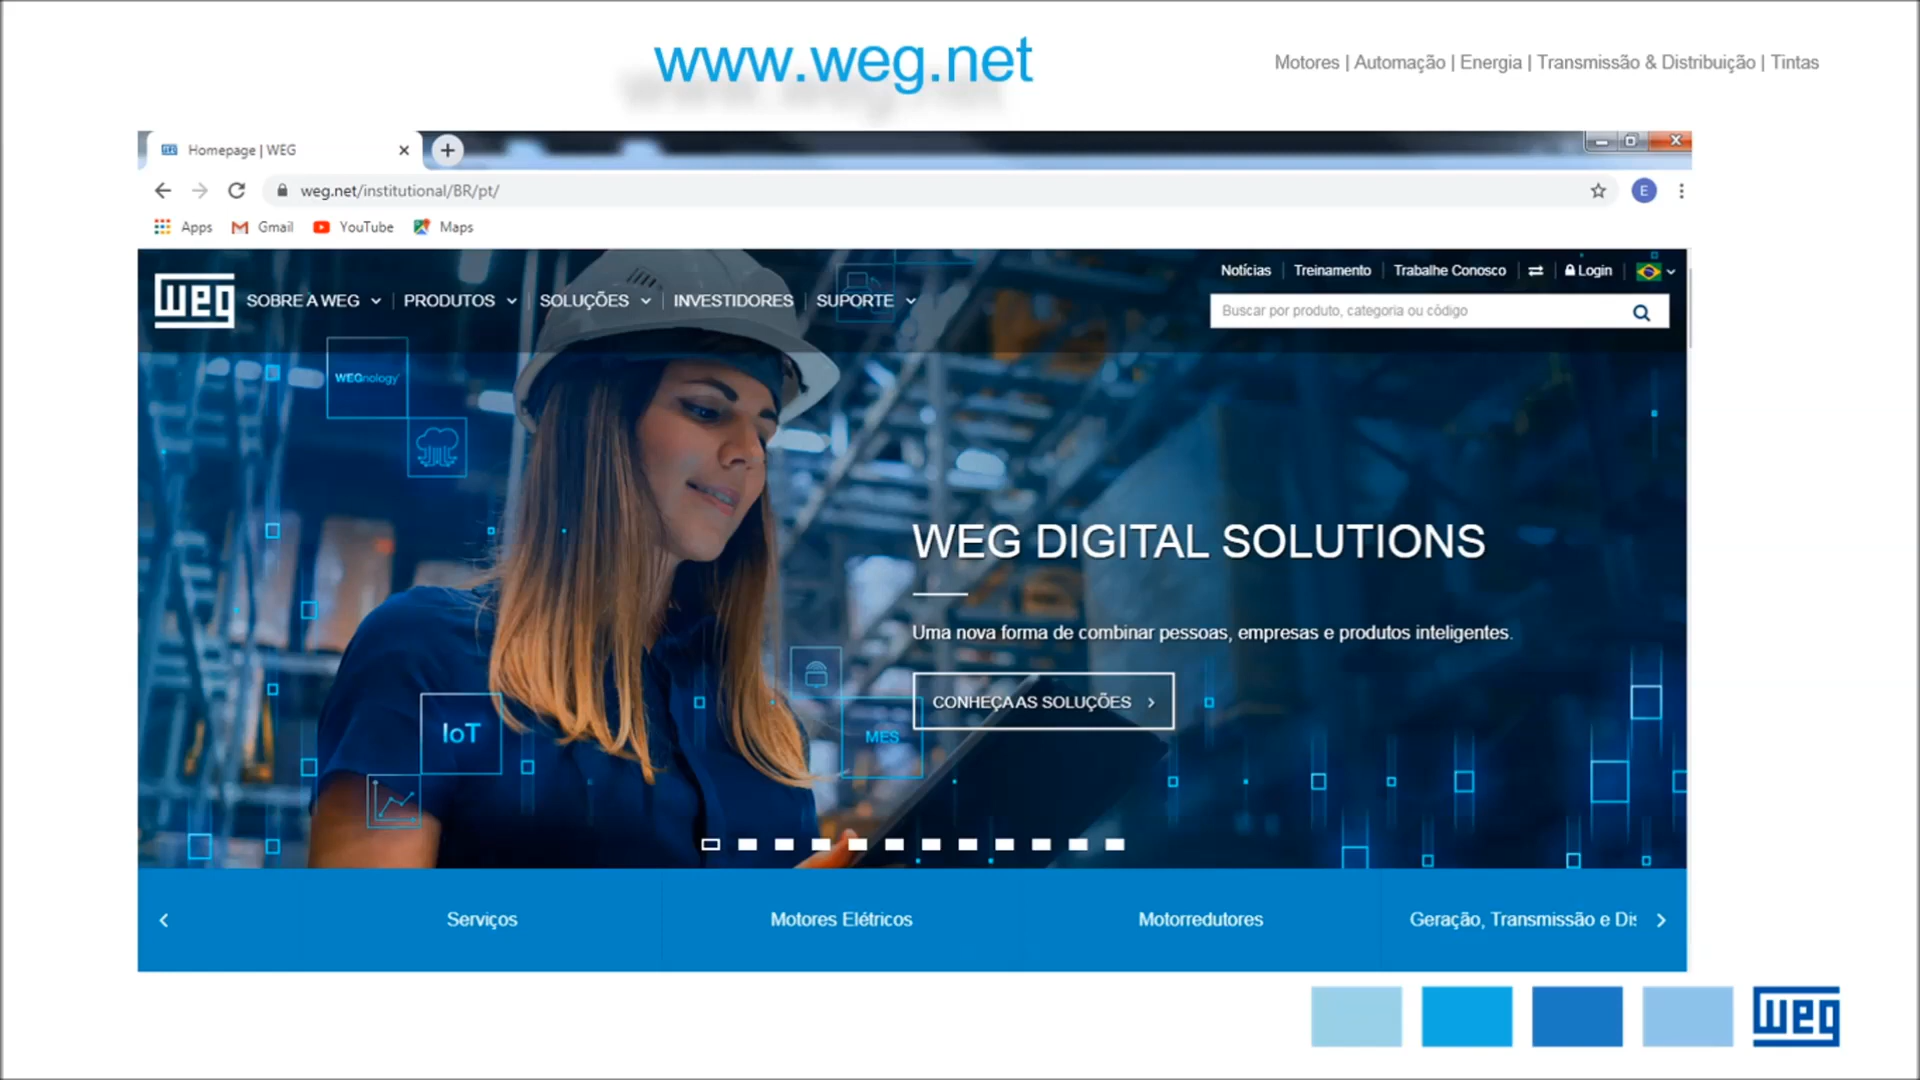 www.weg.net
Motores | Automação | Energia | Transmissão & Distribuição | Tintas
Homepage | WEG
weg.net/institutional/BR/pt/
E
Apps Gmail YouTube Maps
Notícias Treinamento Trabalhe Conosco Login
weg SOBRE A WEG PRODUTOS SOLUÇÕES INVESTIDORES SUPORTE
Buscar por produto, categoria ou código
WEGnology
WEG DIGITAL SOLUTIONS
Uma nova forma de combinar pessoas, empresas e produtos inteligentes.
CONHEÇA AS SOLUÇÕES
IoT
MES
Serviços Motores Elétricos Motorredutores Geração, Transmissão e Dis
weg